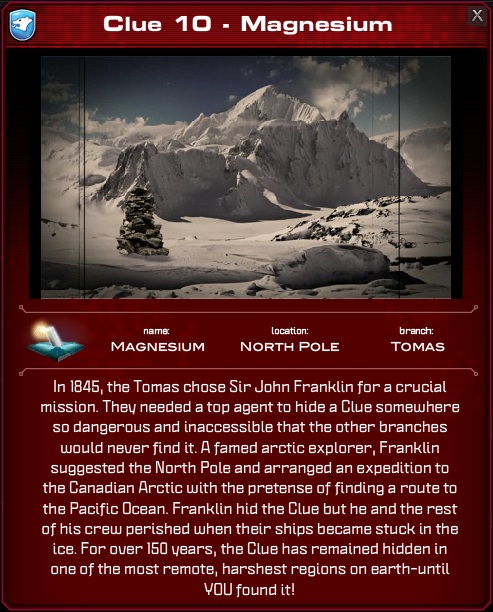 Clue 10 - Magnesium
X
name:
Magnesium
location:
North Pole
branch:
Tomas
In 1845, the Tomas chose Sir John Franklin for a crucial
mission. They needed a top agent to hide a Clue somewhere
so dangerous and inaccessible that the other branches
would never find it. A famed arctic explorer, Franklin
suggested the North Pole and arranged an expedition to
the Canadian Arctic with the pretense of finding a route to
the Pacific Ocean. Franklin hid the Clue but he and the rest
of his crew perished when their ships became stuck in the
ice. For over 150 years, the Clue has remained hidden in
one of the most remote, harshest regions on earth-until
YOU found it!